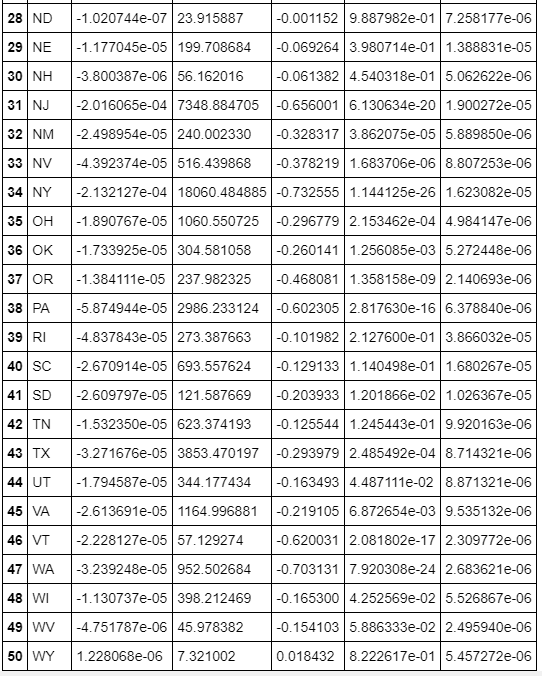 28 ND -1.020744e-07 23.915887 -0.001152 9.887982e-01 7.258177e-06
29 NE -1.177045e-05 199.708684 -0.069264 3.980714e-01 1.388831e-05
30 NH -3.800387e-06 56.162016 -0.061382 4.540318e-01 5.062622e-06
31 NJ -2.016065e-04 7348.884705 -0.656001 6.130634e-20 1.900272e-05
32 NM -2.498954e-05 240.002330 -0.328317 3.862075e-05 5.889850e-06
33 NV -4.392374e-05 516.439868 -0.378219 1.683706e-06 8.807253e-06
34 NY -2.132127e-04 18060.484885 -0.732555 1.144125e-26 1.623082e-05
35 OH -1.890767e-05 1060.550725 -0.296779 2.153462e-04 4.984147e-06
36 OK -1.733925e-05 304.581058 -0.260141 1.256085e-03 5.272448e-06
37 OR -1.384111e-05 237.982325 -0.468081 1.358158e-09 2.140693e-06
38 PA -5.874944e-05 2986.233124 -0.602305 2.817630e-16 6.378840e-06
39 RI -4.837843e-05 273.387663 -0.101982 2.127600e-01 3.866032e-05
40 SC -2.670914e-05 693.557624 -0.129133 1.140498e-01 1.680267e-05
41 SD -2.609797e-05 121.587669 -0.203933 1.201866e-02 1.026367e-05
42 TN -1.532350e-05 623.374193 -0.125544 1.245443e-01 9.920163e-06
43 TX -3.271676e-05 3853.470197 -0.293979 2.485492e-04 8.714321e-06
44 UT -1.794587e-05 344.177434 -0.163493 4.487111e-02 8.871321e-06
45 VA -2.613691e-05 1164.996881 -0.219105 6.872654e-03 9.535132e-06
46 VT -2.228127e-05 57.129274 -0.620031 2.081802e-17 2.309772e-06
47 WA -3.239248e-05 952.502684 -0.703131 7.920308e-24 2.683621e-06
48 WI -1.130737e-05 398.212469 -0.165300 4.252569e-02 5.526867e-06
49 WV -4.751787e-06 45.978382 -0.154103 5.886333e-02 2.495940e-06
50 WY 1.228068e-06 7.321002 0.018432 8.222617e-01 5.457272e-06